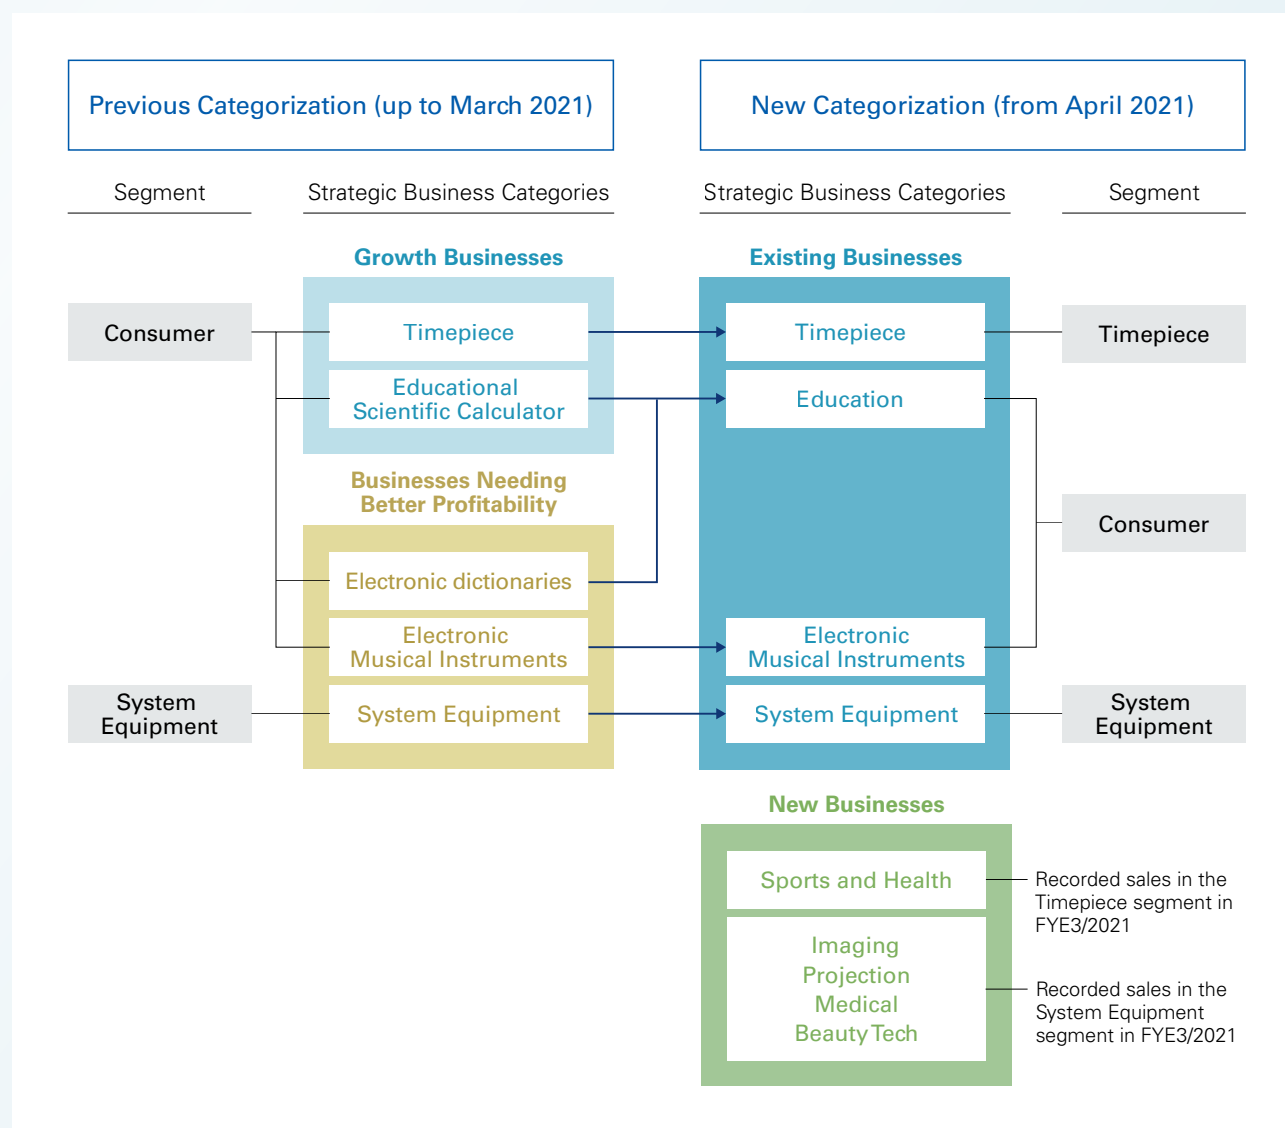 Previous Categorization (up to March 2021)
New Categorization (from April 2021)
Segment
Strategic Business Categories
Strategic Business Categories
Segment
Growth Businesses
Existing Businesses
Consumer
Timepiece
Timepiece
Timepiece
Educational
Scientific Calculator
Education
Businesses Needing
Better Profitability
Consumer
Electronic dictionaries
Electronic
Musical Instruments
Electronic
Musical Instruments
System
Equipment
System Equipment
System Equipment
System
Equipment
New Businesses
Sports and Health
Recorded sales in the
Timepiece segment in
FYE3/2021
Imaging
Projection
Medical
Beauty Tech
Recorded sales in the
System Equipment
segment in FYE3/2021